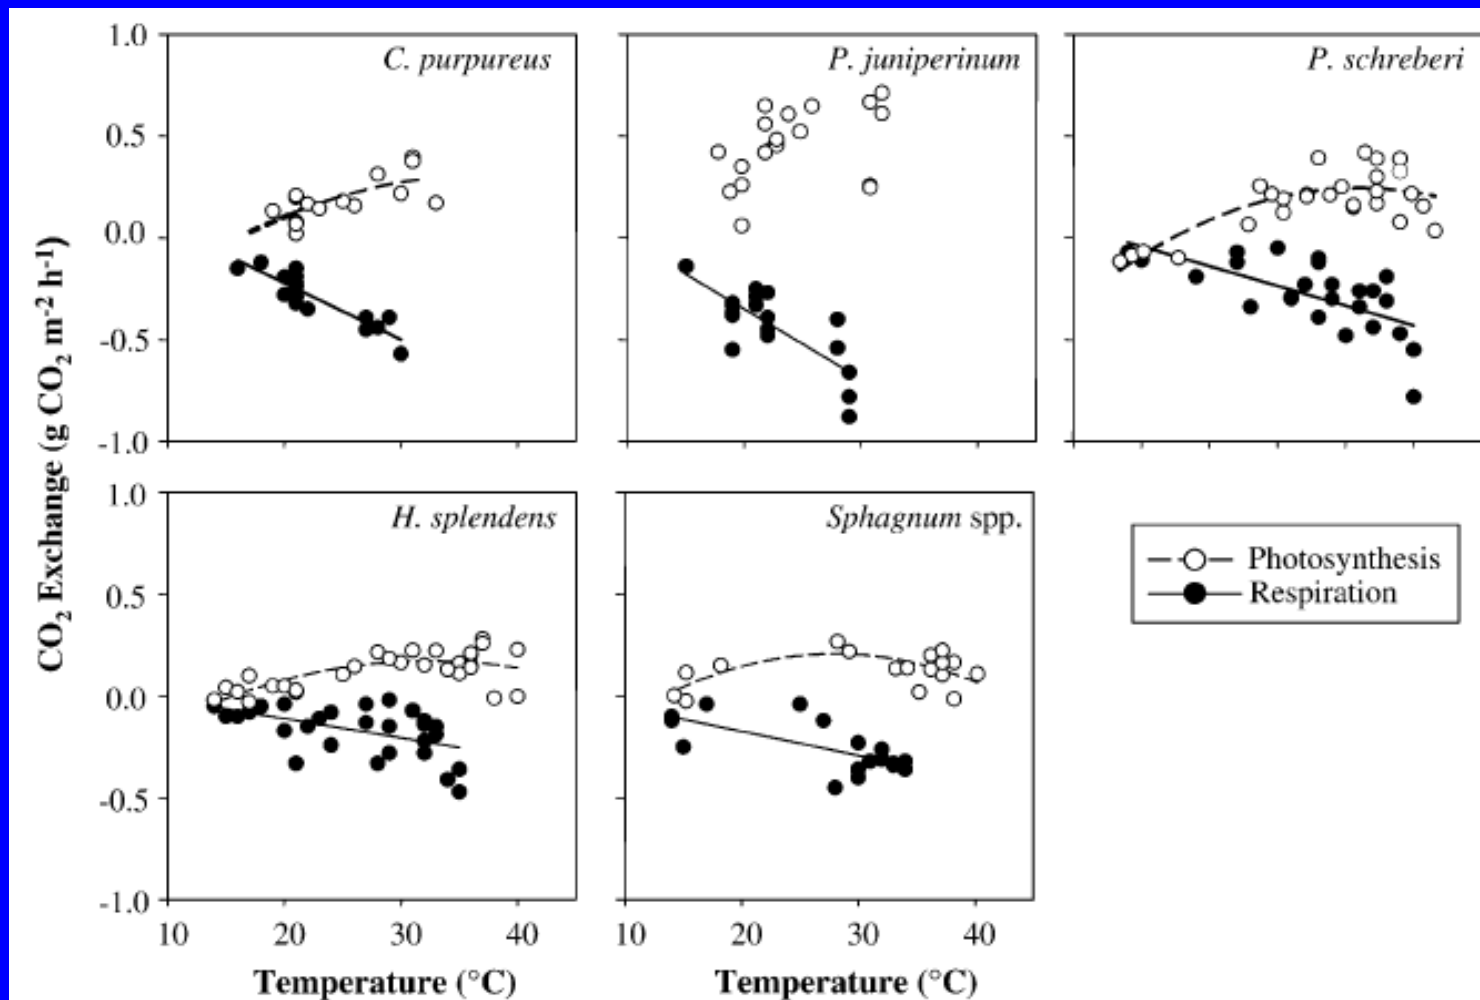 1.0
C. purpureus
P. juniperinum
P. schreberi
0.5
0.0
-0.5
-1.0
CO2 Exchange (g CO2 m-2 h-1)
1.0
H. splendens
Sphagnum spp.
0.5
0.0
-0.5
-1.0
Photosynthesis
Respiration
10 20 30 40
10 20 30 40
Temperature (°C)
Temperature (°C)